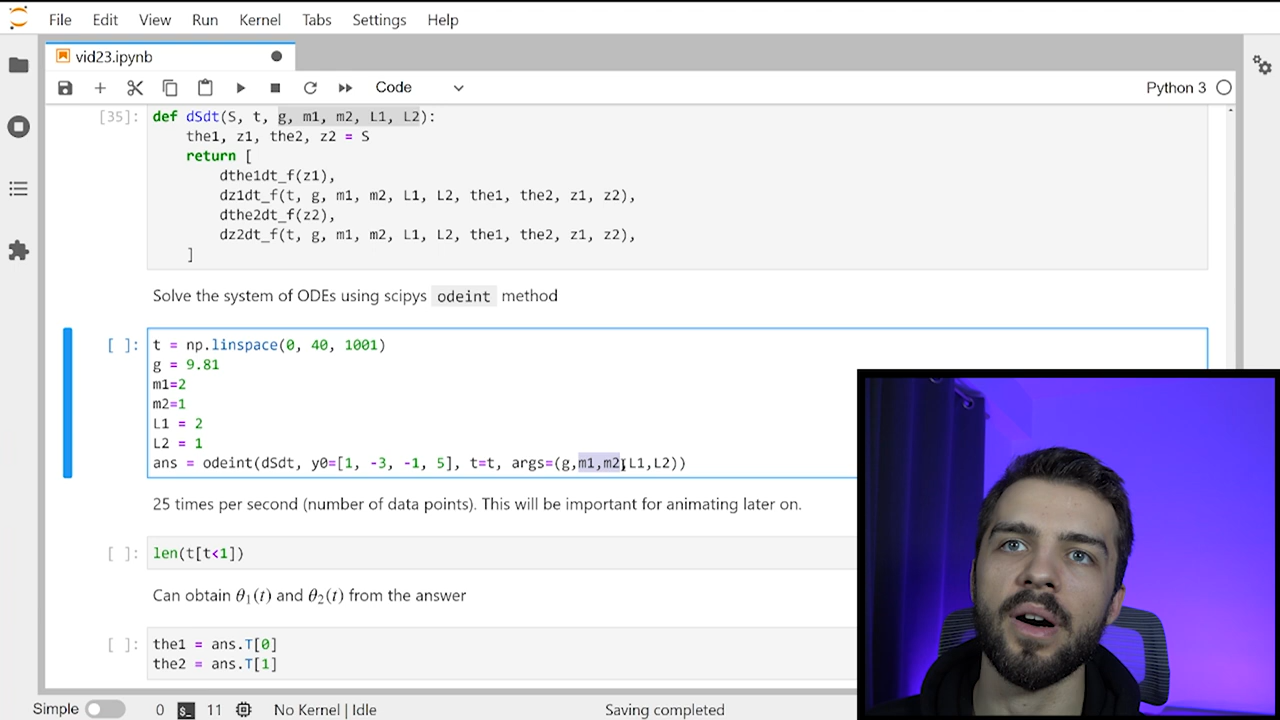 File Edit View Run Kernel Tabs Settings Help
vid23.ipynb
Code
Python 3
[35]:
def dSdt(S, t, g, m1, m2, L1, L2):
the1, z1, the2, z2 = S
return [
dthe1dt_f(z1),
dz1dt_f(t, g, m1, m2, L1, L2, the1, the2, z1, z2),
dthe2dt_f(z2),
dz2dt_f(t, g, m1, m2, L1, L2, the1, the2, z1, z2),
]
Solve the system of ODEs using scipys odeint method
[ ]:
t = np.linspace(0, 40, 1001)
g = 9.81
m1=2
m2=1
L1 = 2
L2 = 1
ans = odeint(dSdt, y0=[1, -3, -1, 5], t=t, args=(g,m1,m2,L1,L2))
25 times per second (number of data points). This will be important for animating later on.
[ ]:
len(t[t<1])
Can obtain θ₁(t) and θ₂(t) from the answer
[ ]:
the1 = ans.T[0]
the2 = ans.T[1]
Simple 0 11 No Kernel | Idle Saving completed